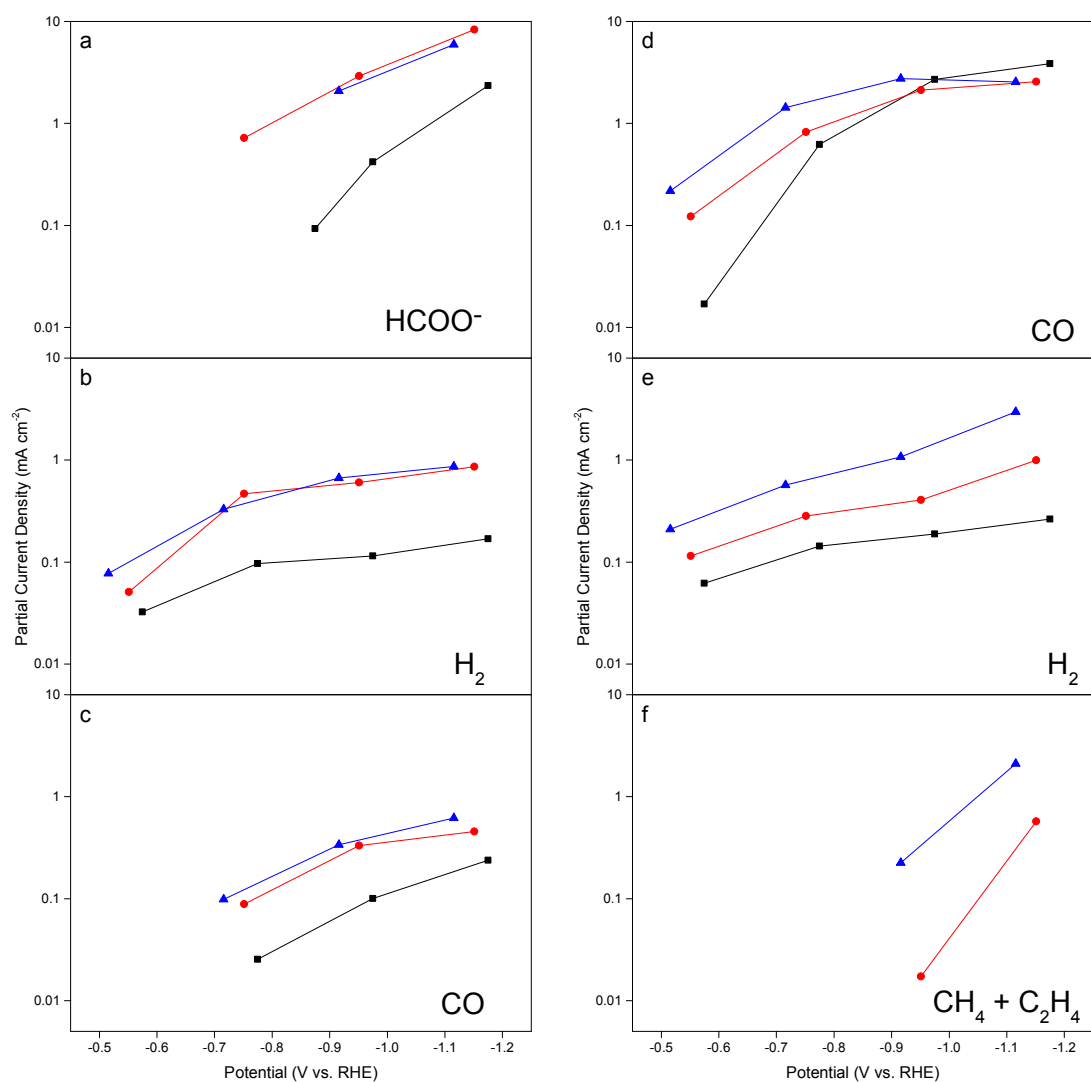 a
10
1
0.1
0.01
HCOO⁻
b
10
1
0.1
0.01
H₂
c
10
1
0.1
0.01
CO
-0.5 -0.6 -0.7 -0.8 -0.9 -1.0 -1.1 -1.2
Potential (V vs. RHE)
Partial Current Density (mA cm⁻²)
d
10
1
0.1
0.01
CO
e
10
1
0.1
0.01
H₂
f
10
1
0.1
0.01
CH₄ + C₂H₄
-0.5 -0.6 -0.7 -0.8 -0.9 -1.0 -1.1 -1.2
Potential (V vs. RHE)
Partial Current Density (mA cm⁻²)